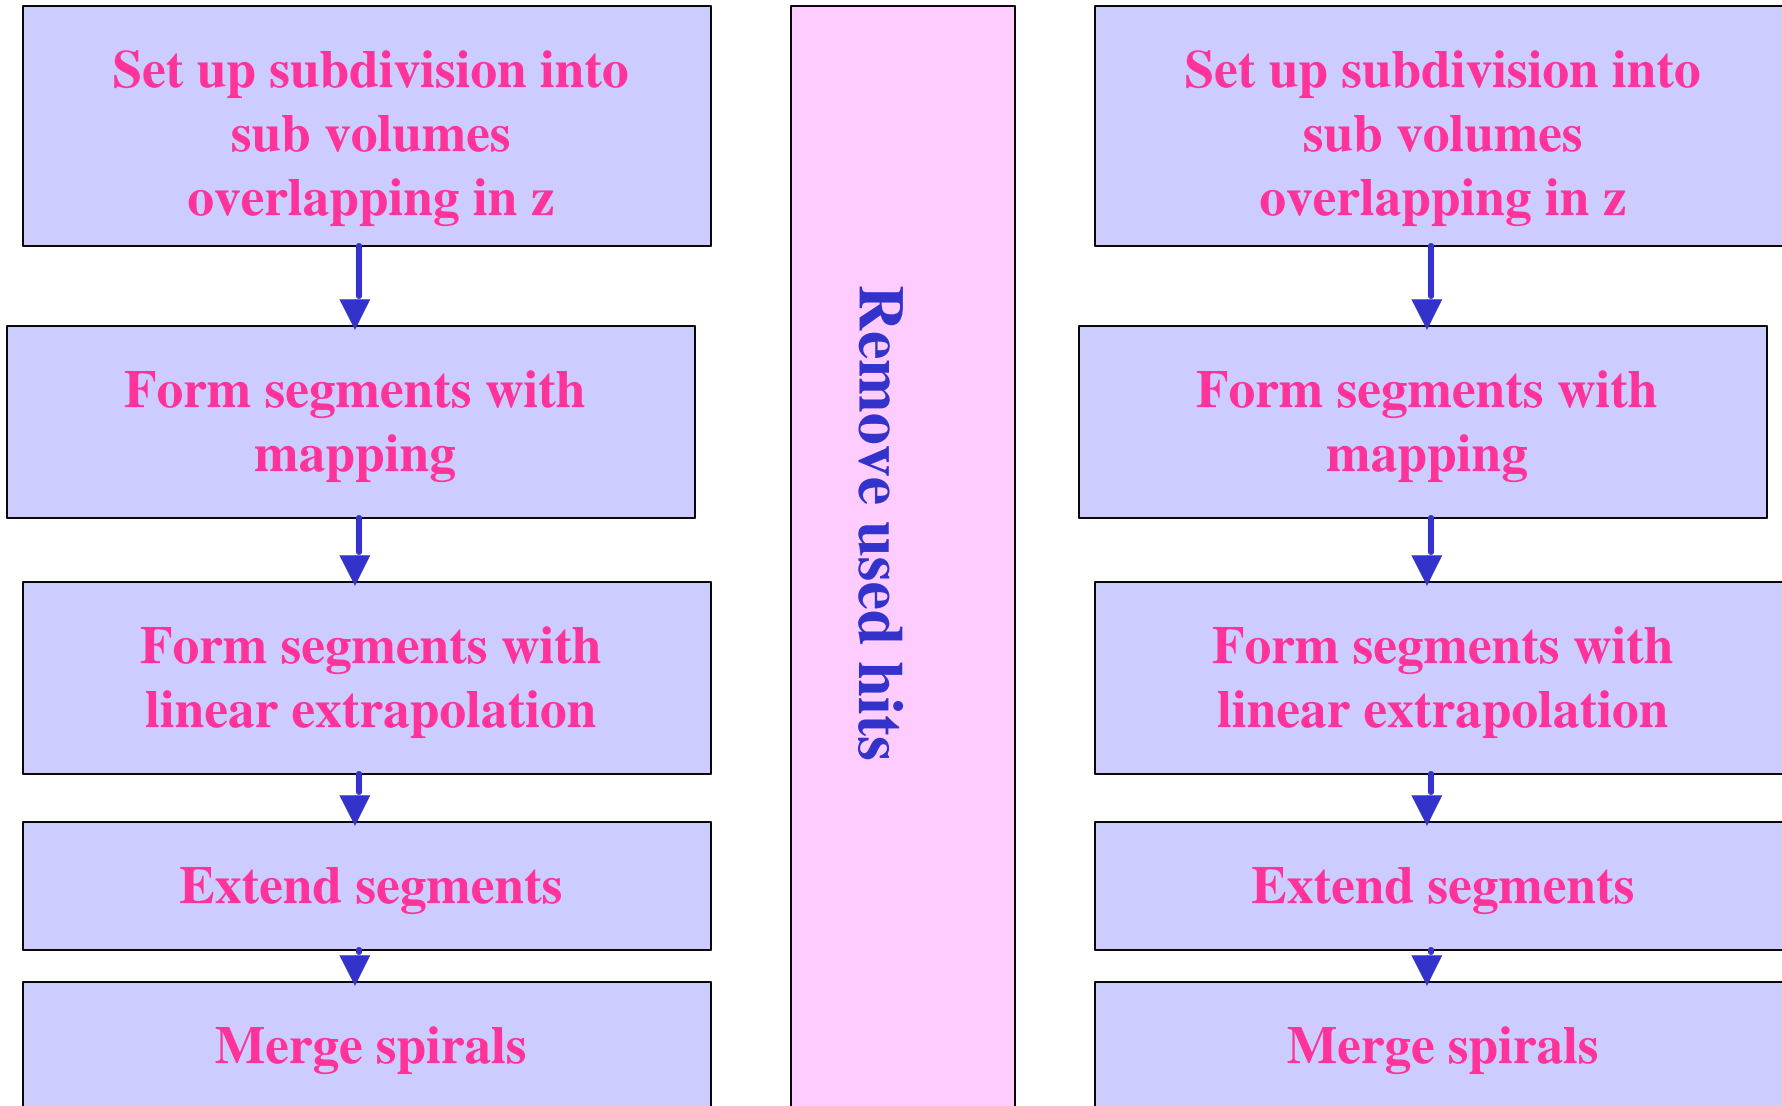 Set up subdivision into
sub volumes
overlapping in z
Form segments with
mapping
Form segments with
linear extrapolation
Extend segments
Merge spirals
Remove used hits
Set up subdivision into
sub volumes
overlapping in z
Form segments with
mapping
Form segments with
linear extrapolation
Extend segments
Merge spirals